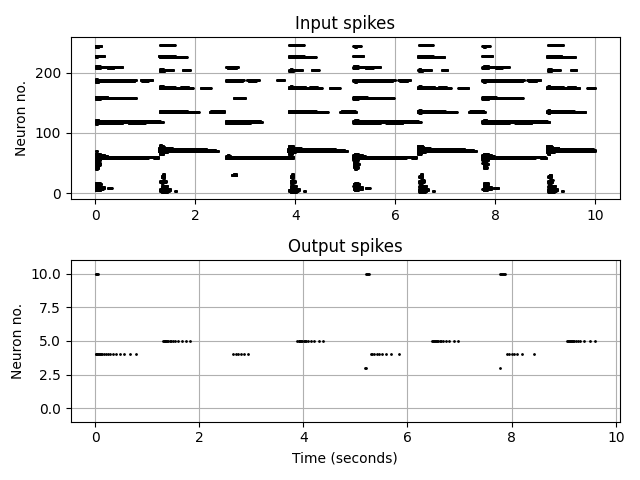 Input spikes
Neuron no.
200
100
0
0 2 4 6 8 10
Output spikes
Neuron no.
10.0
7.5
5.0
2.5
0.0
0 2 4 6 8 10
Time (seconds)